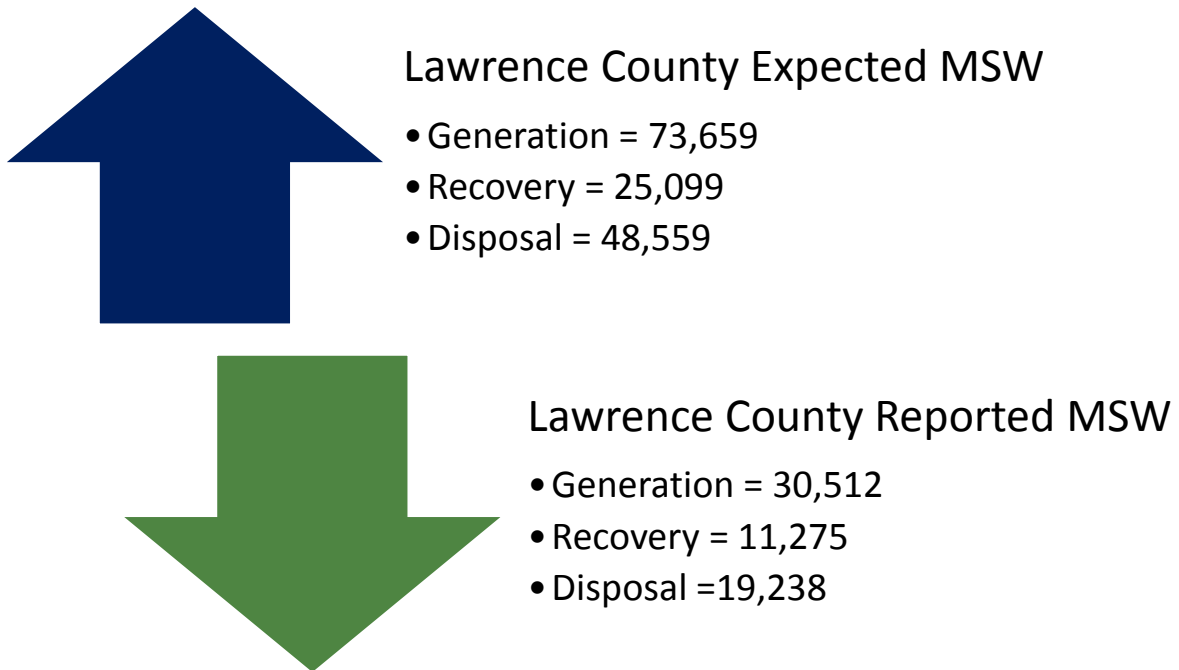 Lawrence County Expected MSW
•Generation = 73,659
•Recovery = 25,099
•Disposal = 48,559
Lawrence County Reported MSW
•Generation = 30,512
•Recovery = 11,275
•Disposal =19,238